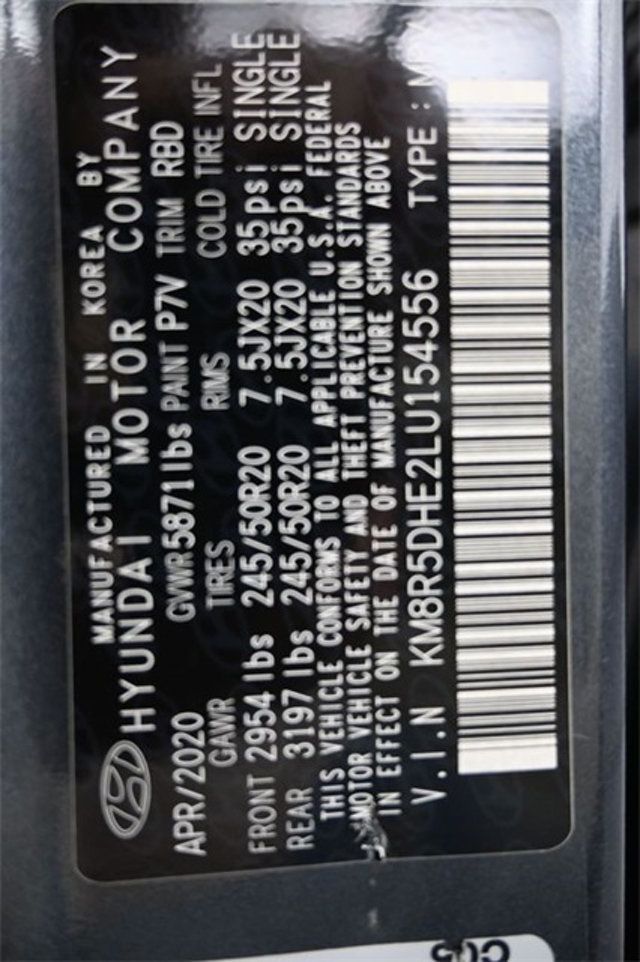 MANUFACTURED IN KOREA BY
HYUNDAI MOTOR COMPANY
APR/2020 GVWR 5871lbs PAINT P7V TRIM RBD
GAWR TIRES RIMS COLD TIRE INFL
FRONT 2954 lbs 245/50R20 7.5JX20 35psi SINGLE
REAR 3197 lbs 245/50R20 7.5JX20 35psi SINGLE
THIS VEHICLE CONFORMS TO ALL APPLICABLE U.S.A. FEDERAL
MOTOR VEHICLE SAFETY AND THEFT PREVENTION STANDARDS
IN EFFECT ON THE DATE OF MANUFACTURE SHOWN ABOVE
V.I.N KM8R5DHE2LU154556 TYPE :